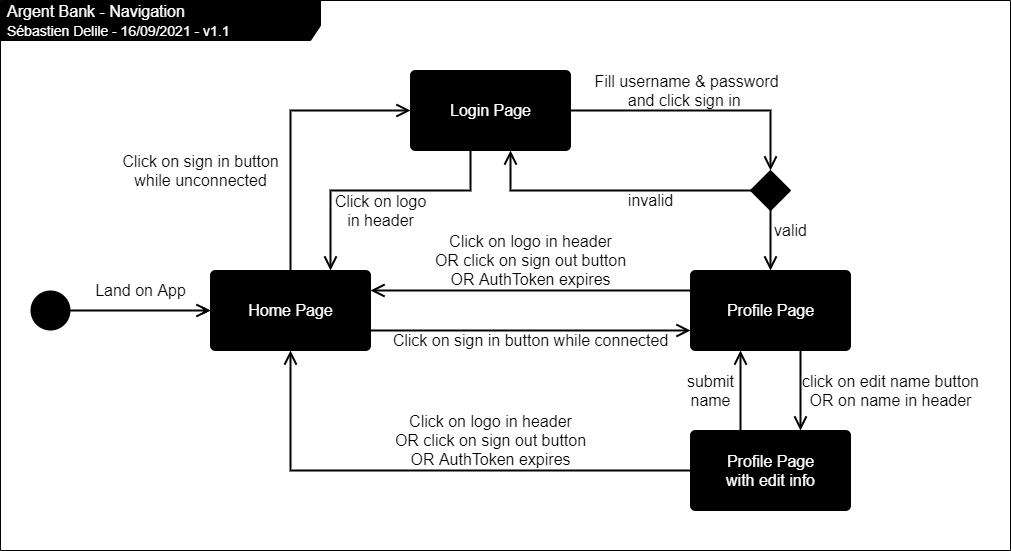 Argent Bank - Navigation
Sébastien Delile - 16/09/2021 - v1.1
Login Page
Fill username & password
and click sign in
Click on sign in button
while unconnected
Click on logo
in header
invalid
valid
Click on logo in header
OR click on sign out button
OR AuthToken expires
Land on App
Home Page
Profile Page
Click on sign in button while connected
submit
name
click on edit name button
OR on name in header
Click on logo in header
OR click on sign out button
OR AuthToken expires
Profile Page
with edit info